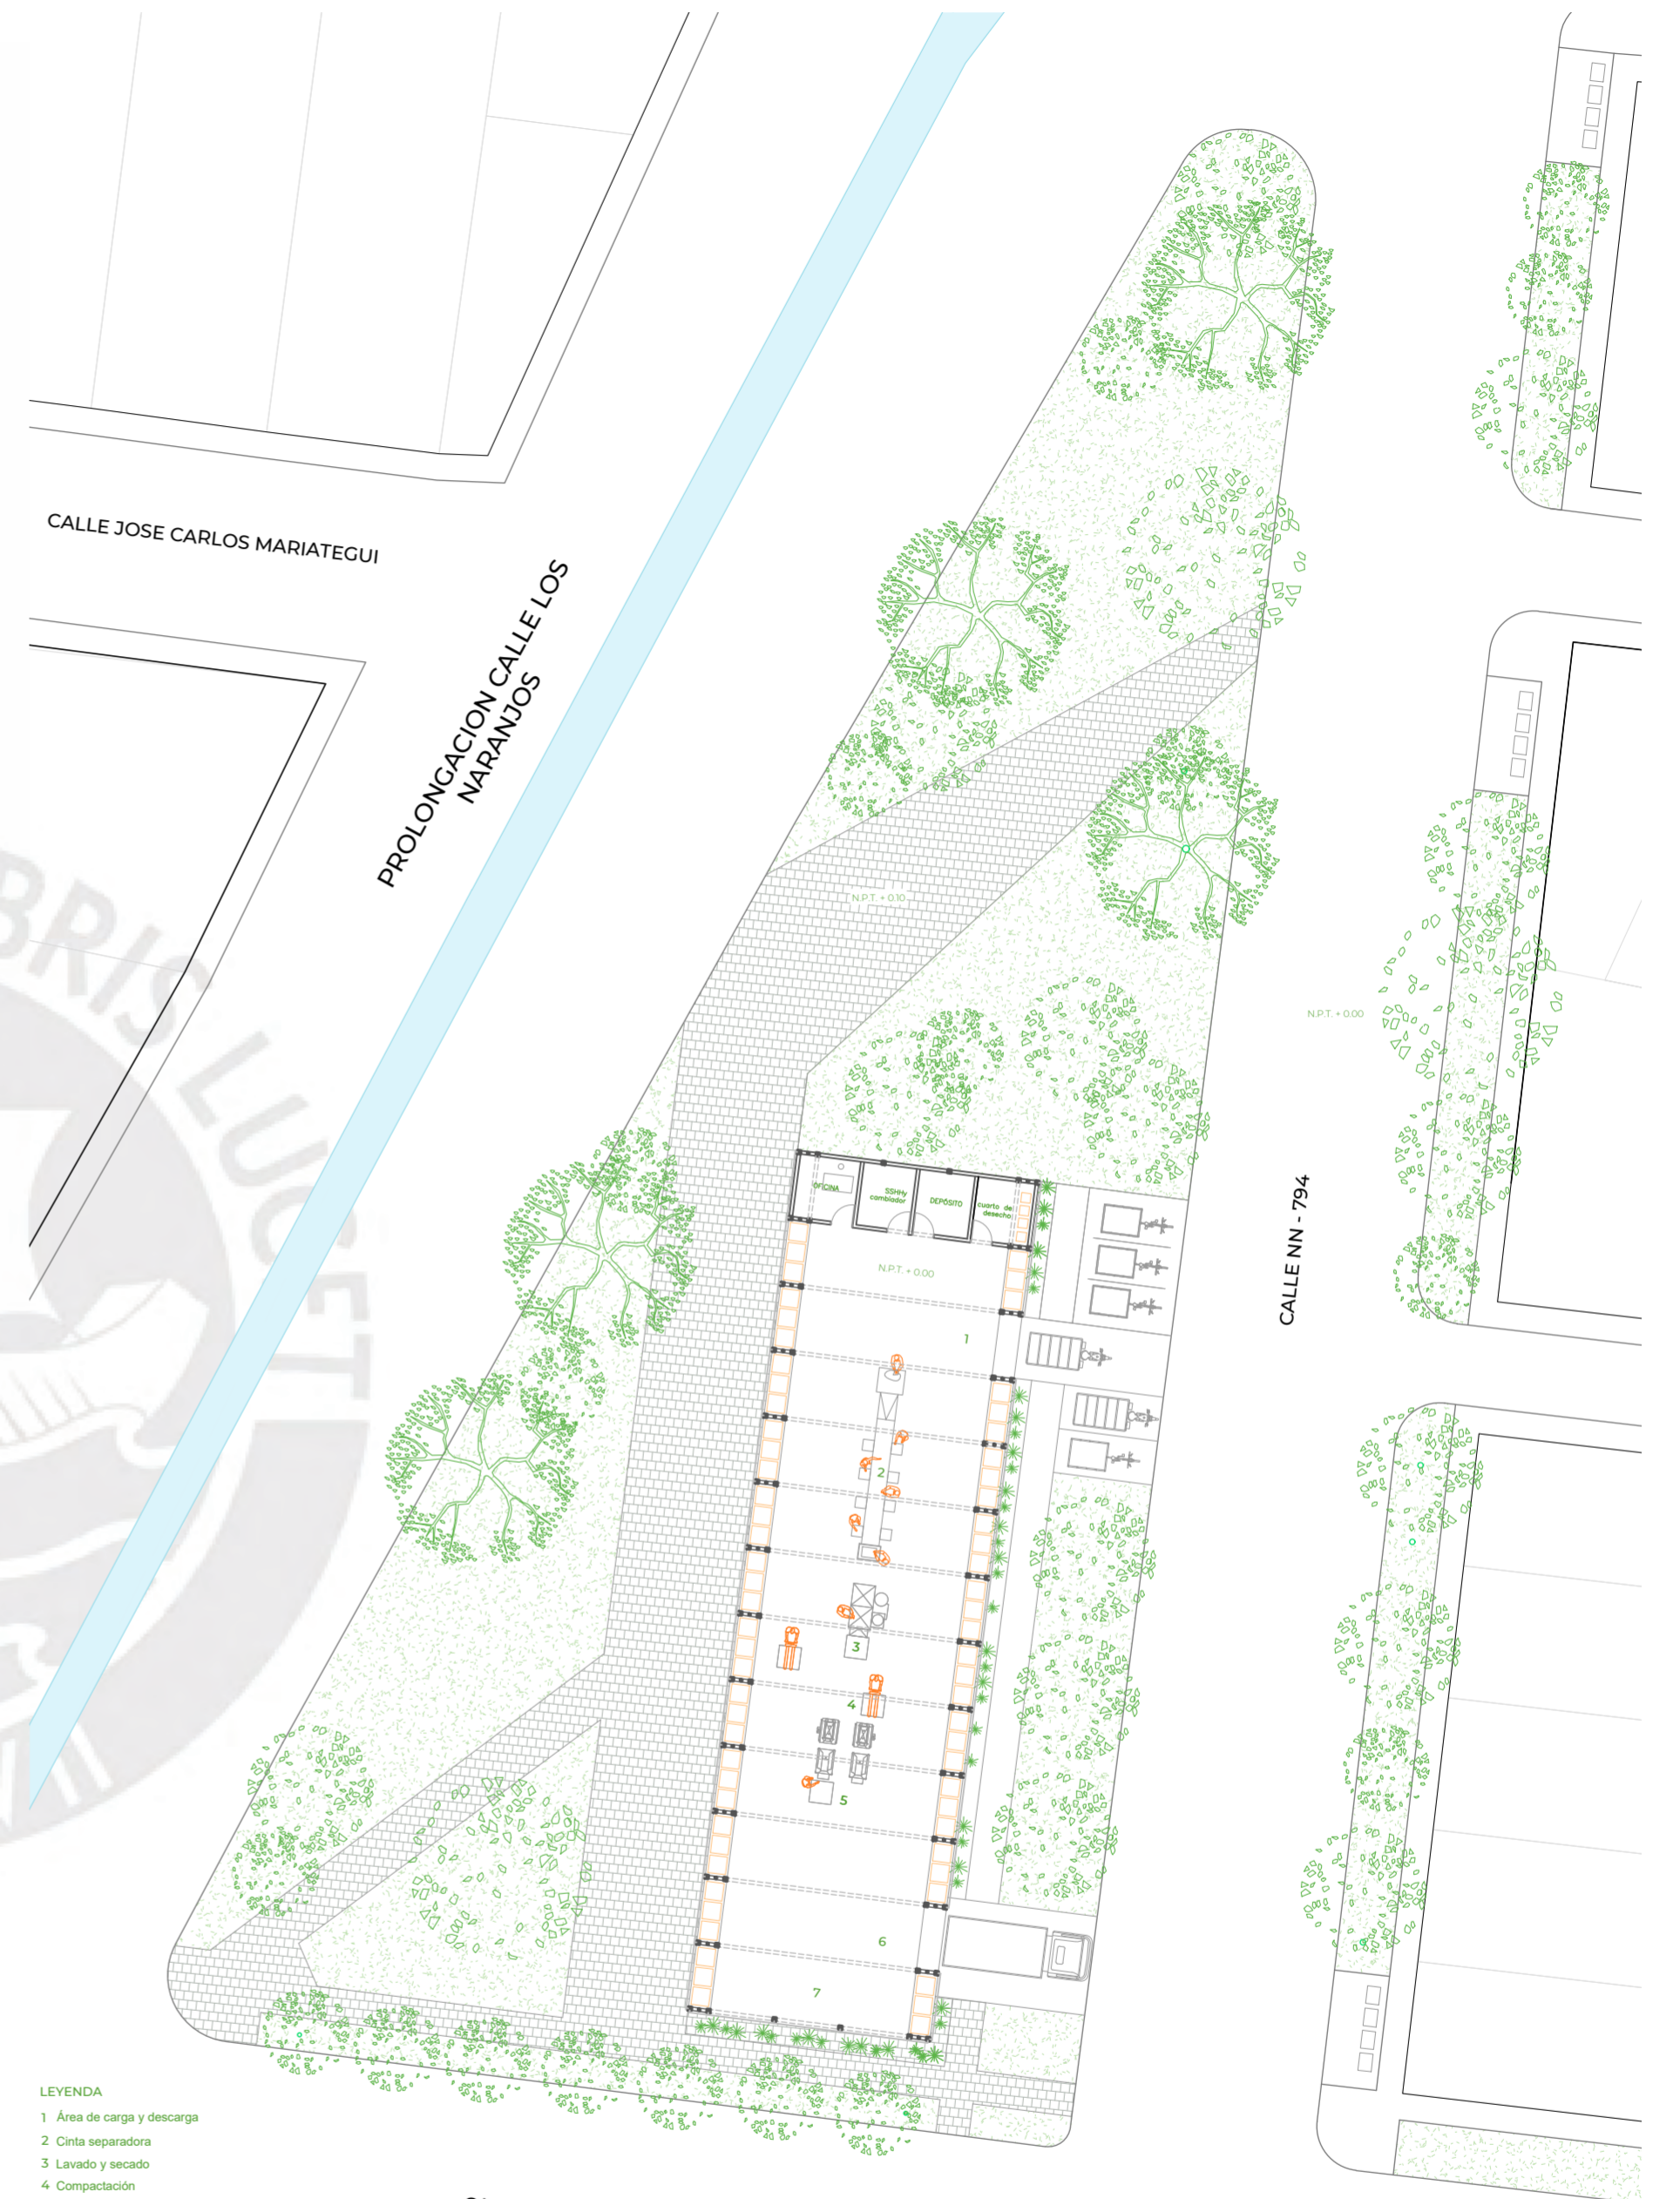 CALLE JOSE CARLOS MARIATEGUI
PROLONGACION CALLE LOS
NARANJOS
N.P.T. + 0.10
N.P.T. + 0.00
CALLE NN - 794
OFICINA
SSHHy
cambiador
DEPÓSITO
cuarto de
desecho
N.P.T. + 0.00
1
2
3
4
5
6
7
BRIS LUCET
LEYENDA
1 Área de carga y descarga
2 Cinta separadora
3 Lavado y secado
4 Compactación